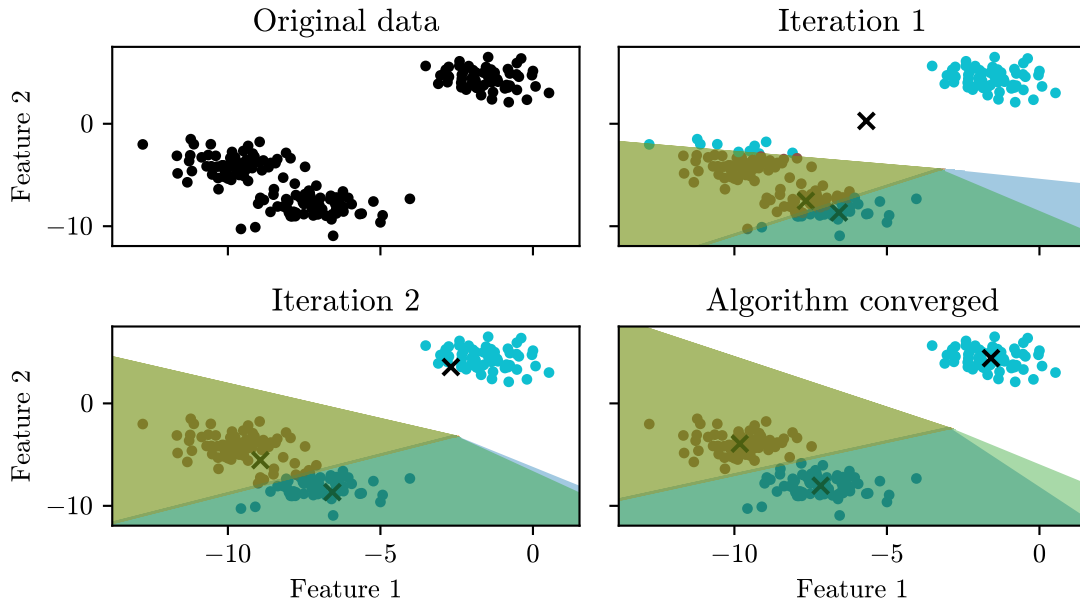 Original data
Iteration 1
Feature 2
0
−10
Iteration 2
Algorithm converged
Feature 2
0
−10
−10
−5
0
−10
−5
0
Feature 1
Feature 1